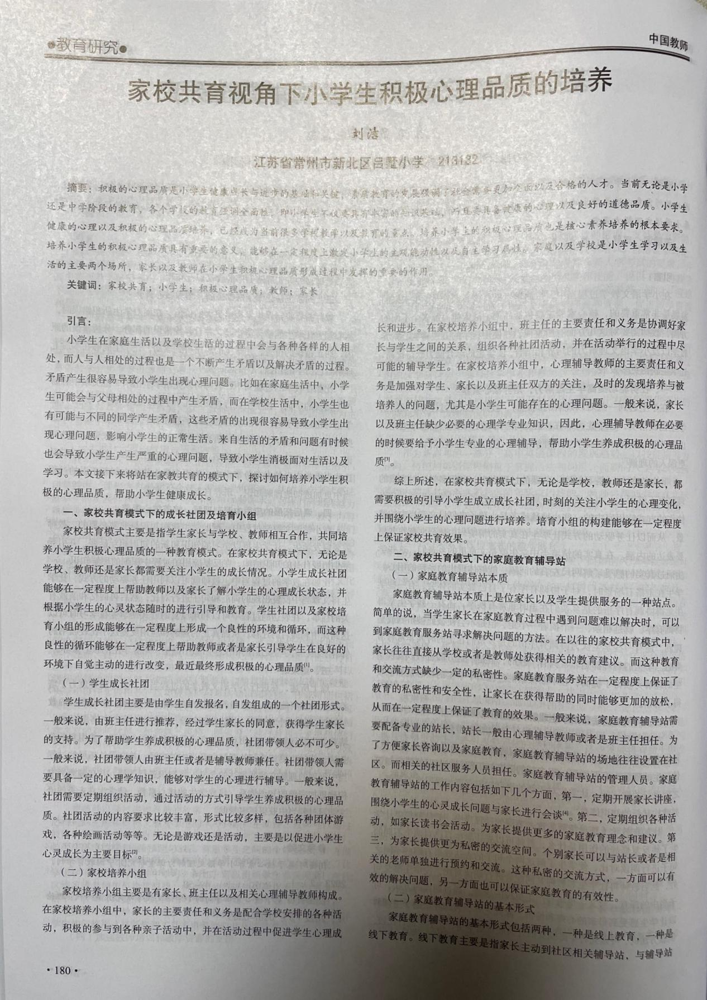 教育研究
中国教师
家校共育视角下小学生积极心理品质的培养
刘洁
江苏省常州市新北区吕墅小学 213132
摘要：积极的心理品质是小学生健康成长与进步的基础和关键，素质教育的发展强调了社会需要更加全面以及合格的人才。当前无论是小学
还是中学阶段的教育，各个学校的教育强调全面性，即小学生不仅要具有丰富的知识基础，而且要具备健康的心理以及良好的道德品质。小学生
健康的心理以及积极的心理品质培养，已经成为当前很多学校教学以及教育的重点。培养小学生的积极心理品质也是核心素养培养的根本要求。
培养小学生的积极心理品质具有重要的意义，能够在一定程度上激发小学生的主观能动性以及自主学习属性。家庭以及学校是小学生学习以及生
活的主要两个场所，家长以及教师在小学生积极心理品质形成过程中发挥的重要的作用。
关键词：家校共育；小学生；积极心理品质；教师；家长
引言：
小学生在家庭生活以及学校生活的过程中会与各种各样的人相
处，而人与人相处的过程也是一个不断产生矛盾以及解决矛盾的过程。
矛盾产生很容易导致小学生出现心理问题。比如在家庭生活中，小学
生可能会与父母相处的过程中产生矛盾，而在学校生活中，小学生也
有可能与不同的同学产生矛盾，这些矛盾的出现很容易导致小学生出
现心理问题，影响小学生的正常生活。来自生活的矛盾和问题有时候
也会导致小学生产生严重的心理问题，导致小学生消极面对生活以及
学习。本文接下来将站在家教共育的模式下，探讨如何培养小学生积
极的心理品质，帮助小学生健康成长。
一、家校共育模式下的成长社团及培育小组
家校共育模式主要是指学生家长与学校、教师相互合作，共同培
养小学生积极心理品质的一种教育模式。在家校共育模式下，无论是
学校、教师还是家长都需要关注小学生的成长情况。小学生成长社团
能够在一定程度上帮助教师以及家长了解小学生的心理成长状态，并
根据小学生的心灵状态随时的进行引导和教育。学生社团以及家校培
育小组的形成能够在一定程度上形成一个良性的环境和循环，而这种
良性的循环能够在一定程度上帮助教师或者是家长引导学生在良好的
环境下自觉主动的进行改变，最近最终形成积极的心理品质[1]。
（一）学生成长社团
学生成长社团主要是由学生自发报名，自发组成的一个社团形式。
一般来说，由班主任进行推荐，经过学生家长的同意，获得学生家长
的支持。为了帮助学生养成积极的心理品质，社团带领人必不可少。
一般来说，社团带领人由班主任或者是辅导教师兼任。社团带领人需
要具备一定的心理学知识，能够对学生的心理进行辅导。一般来说，
社团需要定期组织活动，通过活动的方式引导学生养成积极的心理品
质。社团活动的内容要求比较丰富，形式比较多样，包括各种团体游
戏，各种绘画活动等等。无论是游戏还是活动，主要是以促进小学生
心灵成长为主要目标[2]。
（二）家校培养小组
家校培养小组主要是有家长、班主任以及相关心理辅导教师构成。
在家校培养小组中，家长的主要责任和义务是配合学校安排的各种活
动，积极的参与到各种亲子活动中，并在活动过程中促进学生心理成
长和进步。在家校培养小组中，班主任的主要责任和义务是协调好家
长与学生之间的关系，组织各种社团活动，并在活动举行的过程中尽
可能的辅导学生。在家校培养小组中，心理辅导教师的主要责任和义
务是加强对学生、家长以及班主任双方的关注，及时的发现培养与被
培养人的问题，尤其是小学生可能存在的心理问题。一般来说，家长
以及班主任缺少必要的心理学专业知识，因此，心理辅导教师在必要
的时候要给予小学生专业的心理辅导，帮助小学生养成积极的心理品
质[3]。
综上所述，在家校共育模式下，无论是学校，教师还是家长，都
需要积极的引导小学生成立成长社团，时刻的关注小学生的心理变化，
并围绕小学生的心理问题进行培养。培育小组的构建能够在一定程度
上保证家校共育效果。
二、家校共育模式下的家庭教育辅导站
（一）家庭教育辅导站本质
家庭教育辅导站本质上是位家长以及学生提供服务的一种站点。
简单的说，当学生家长在家庭教育过程中遇到问题难以解决时，可以
到家庭教育服务站寻求解决问题的方法。在以往的家校共育模式中，
家长往往直接从学校或者是教师处获得相关的教育建议。而这种教育
和交流方式缺少一定的私密性。家庭教育服务站在一定程度上保证了
教育的私密性和安全性，让家长在获得帮助的同时能够更加的放松，
从而在一定程度上保证了教育的效果。一般来说，家庭教育辅导站需
要配备专业的站长，站长一般由心理辅导教师或者是班主任担任。为
了方便家长咨询以及家庭教育，家庭教育辅导站的场地往往设置在社
区。而相关的社区服务人员担任。家庭教育辅导站的管理人员。家庭
教育辅导站的工作内容包括如下几个方面，第一，定期开展家长讲座，
围绕小学生的心灵成长问题与家长进行会谈[4]。第二，定期组织各种活
动，如家长读书会活动。为家长提供更多的家庭教育理念和建议。第
三，为家长提供更为私密的交流空间。个别家长可以与站长或者是相
关的老师单独进行预约和交流。这种私密的交流方式，一方面可以有
效的解决问题，另一方面也可以保证家庭教育的有效性。
（二）家庭教育辅导站的基本形式
家庭教育辅导站的基本形式包括两种，一种是线上教育，一种是
线下教育。线下教育主要是指家长主动到社区相关辅导站，与辅导站
·180·